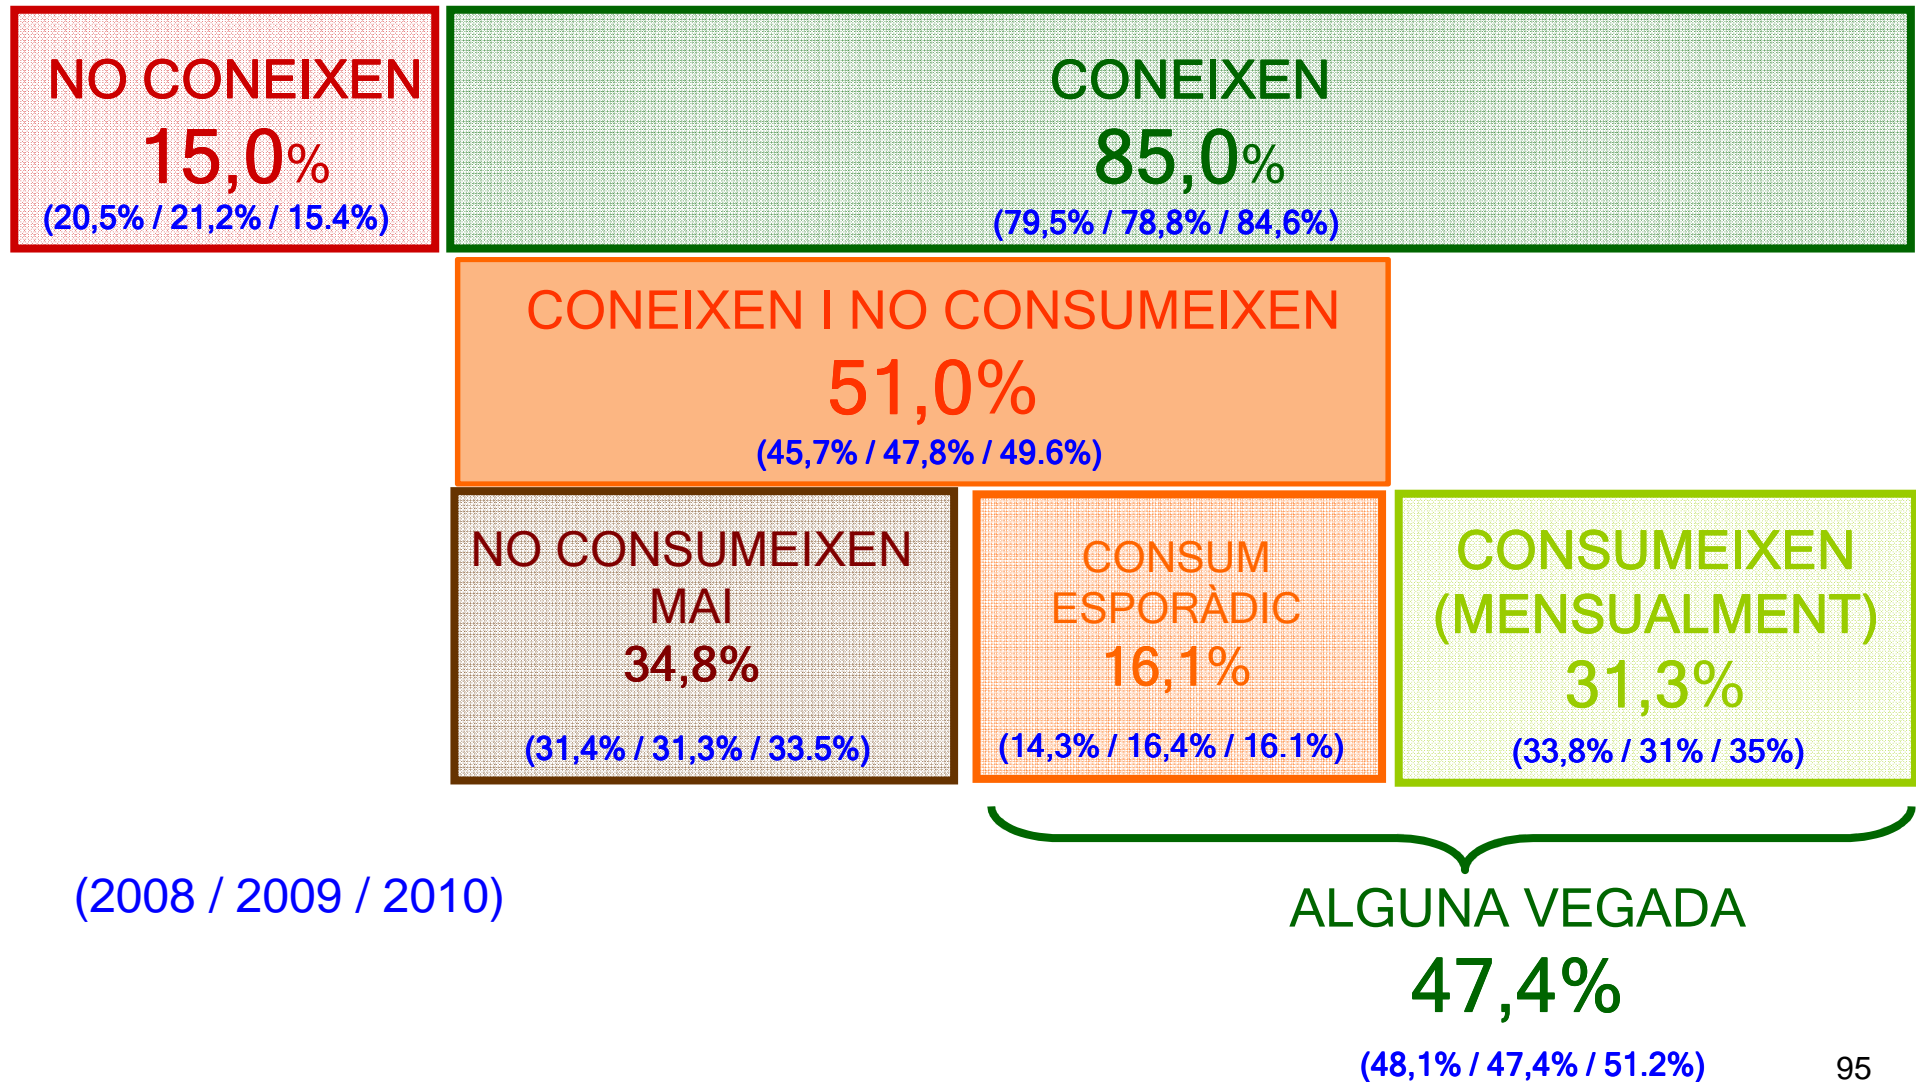 NO CONEIXEN
15,0%
(20,5% / 21,2% / 15.4%)
CONEIXEN
85,0%
(79,5% / 78,8% / 84,6%)
CONEIXEN I NO CONSUMEIXEN
51,0%
(45,7% / 47,8% / 49.6%)
NO CONSUMEIXEN
MAI
34,8%
(31,4% / 31,3% / 33.5%)
CONSUM
ESPORÀDIC
16,1%
(14,3% / 16,4% / 16.1%)
CONSUMEIXEN
(MENSUALMENT)
31,3%
(33,8% / 31% / 35%)
(2008 / 2009 / 2010)
ALGUNA VEGADA
47,4%
(48,1% / 47,4% / 51.2%)
95